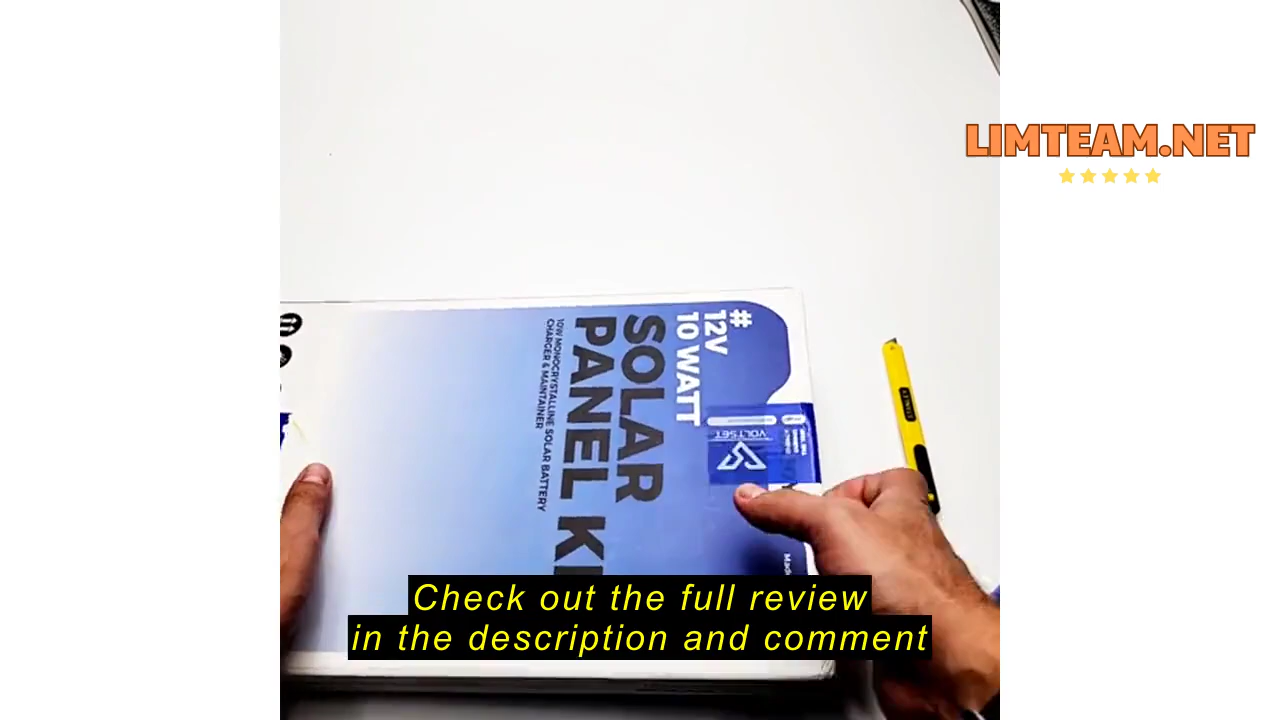 LIMTEAM.NET
#
12V
10 WATT
SOLAR
PANEL KI
10W MONOCRYSTALLINE SOLAR BATTERY
CHARGER & MAINTAINER
VOLTSET
Made
Check out the full review
in the description and comment